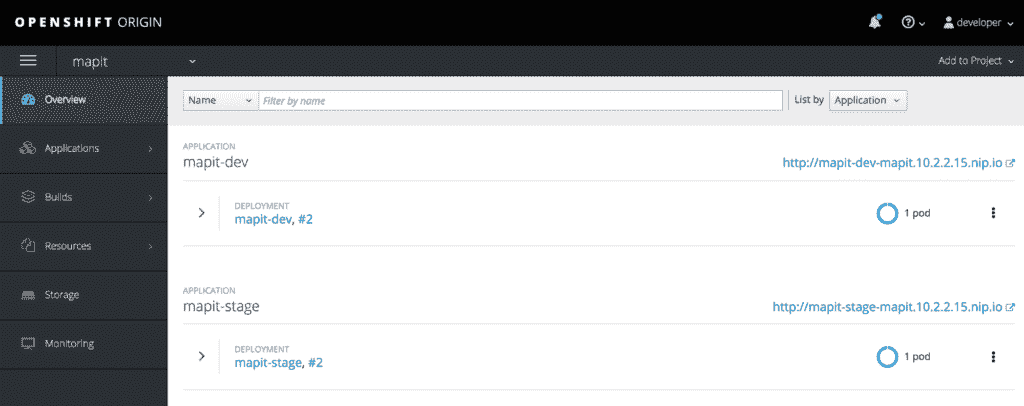 OPENSHIFT ORIGIN
developer
mapit
Add to Project
Overview
Name
Filter by name
List by
Application
Applications
Builds
Resources
Storage
Monitoring
APPLICATION
mapit-dev
http://mapit-dev-mapit.10.2.2.15.nip.io
DEPLOYMENT
mapit-dev, #2
1 pod
APPLICATION
mapit-stage
http://mapit-stage-mapit.10.2.2.15.nip.io
DEPLOYMENT
mapit-stage, #2
1 pod